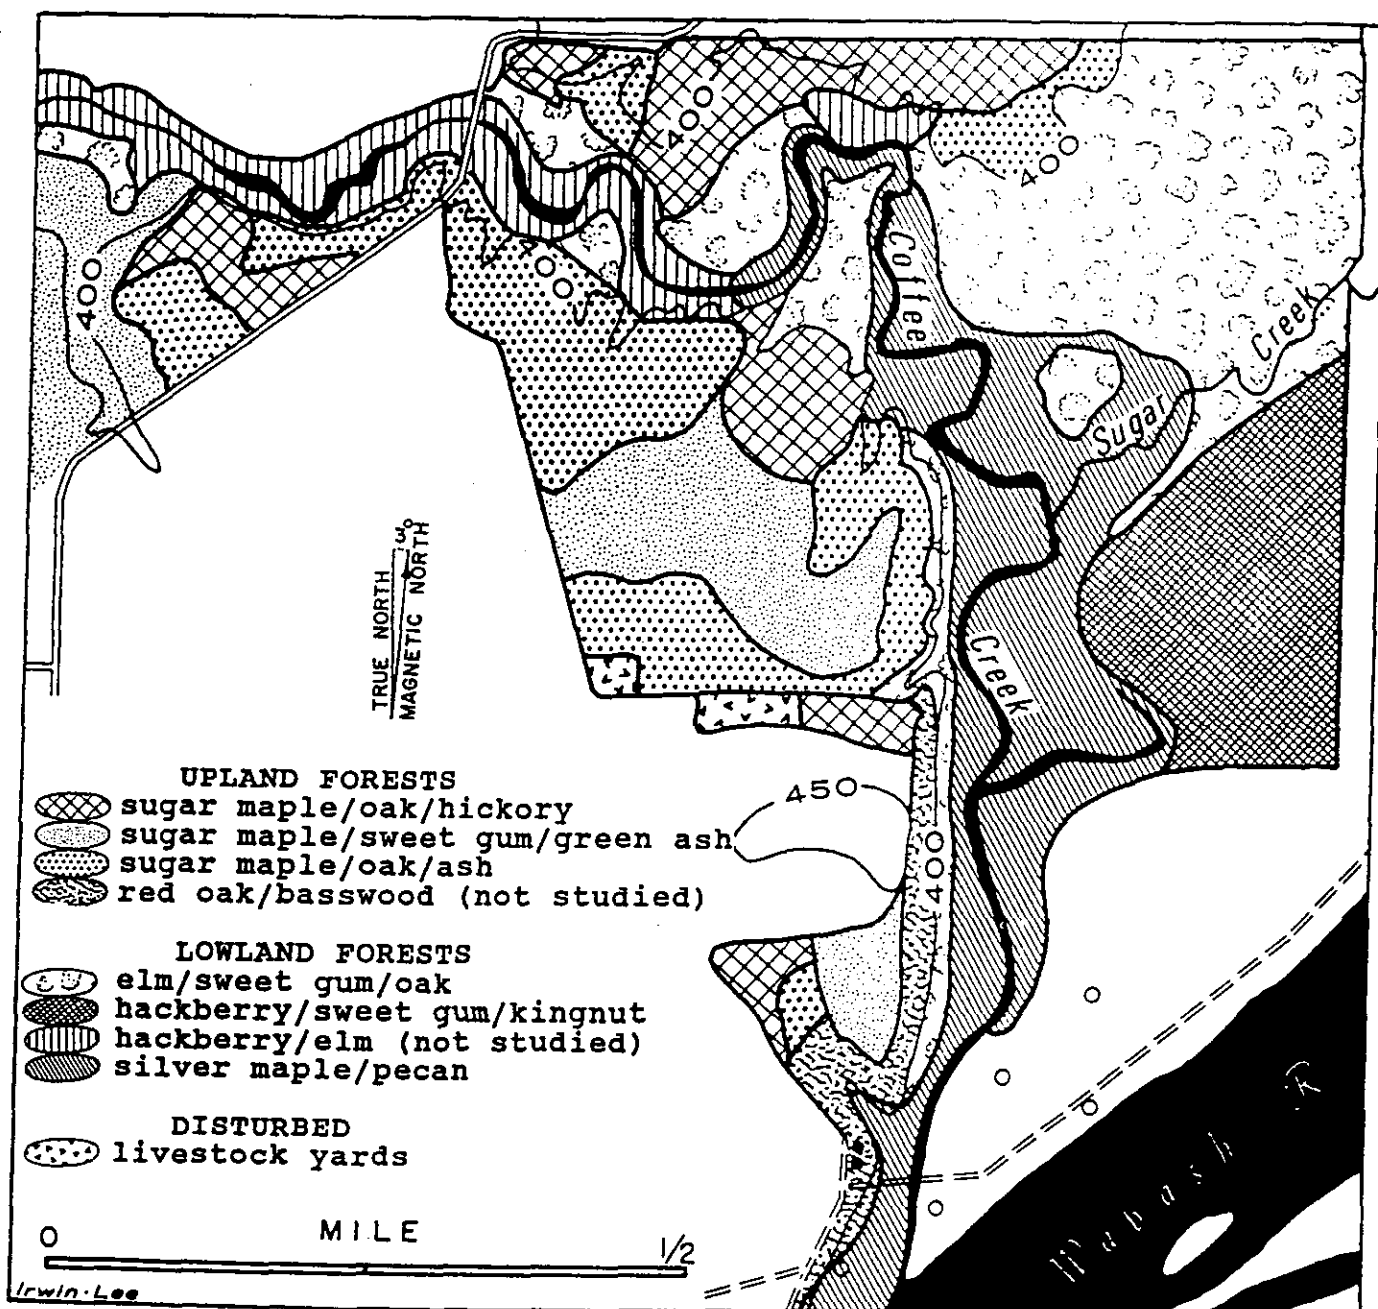 400
400
400
400
Coffee
Creek
Sugar
Creek
TRUE NORTH
MAGNETIC NORTH
3°
UPLAND FORESTS
sugar maple/oak/hickory
sugar maple/sweet gum/green ash
sugar maple/oak/ash
red oak/basswood (not studied)
450
400
LOWLAND FORESTS
elm/sweet gum/oak
hackberry/sweet gum/kingnut
hackberry/elm (not studied)
silver maple/pecan
DISTURBED
livestock yards
Wabash R
0 MILE 1/2
Irwin·Lee